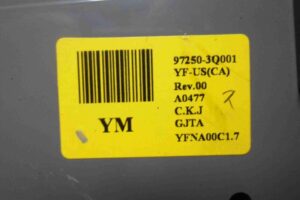 97250-3Q001
YF-US(CA)
Rev.00
A0477
C.K.J
GJTA
YFNA00C1.7
YM